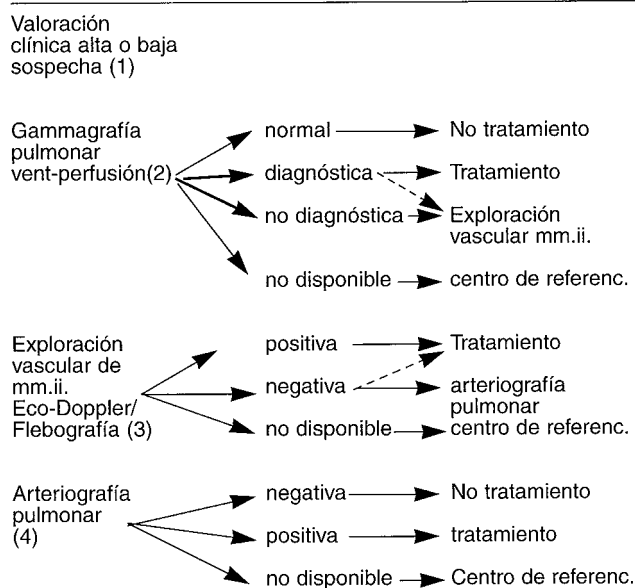 Valoración
clínica alta o baja
sospecha (1)
Gammagrafía
pulmonar
vent-perfusión(2)
normal
No tratamiento
diagnóstica
Tratamiento
no diagnóstica
Exploración
vascular mm.ii.
no disponible
centro de referenc.
Exploración
vascular de
mm.ii.
Eco-Doppler/
Flebografía (3)
positiva
Tratamiento
negativa
arteriografía
pulmonar
no disponible
centro de referenc.
Arteriografía
pulmonar
(4)
negativa
No tratamiento
positiva
tratamiento
no disponible
Centro de referenc.